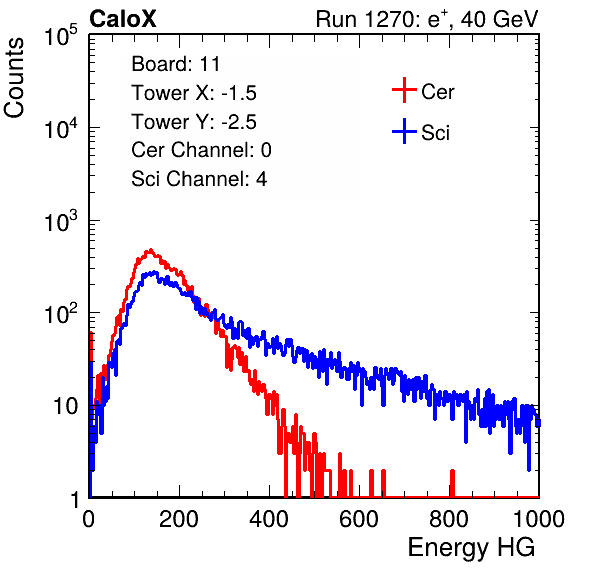 CaloX Run 1270: e⁺, 40 GeV
Counts
10⁵
10⁴
10³
10²
10
1
Board: 11
Tower X: -1.5
Tower Y: -2.5
Cer Channel: 0
Sci Channel: 4
Cer
Sci
0 200 400 600 800 1000
Energy HG